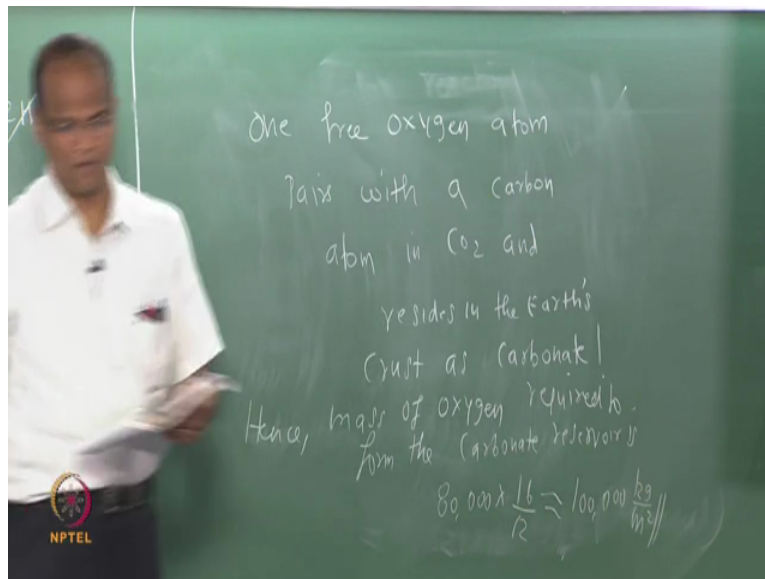 One free oxygen atom
Pairs with a carbon
atom in CO2 and
resides in the Earth's
Crust as Carbonate!
Hence, mass of oxygen required to
form the Carbonate reservoir is
80,000 x 16/12 ≈ 100,000 kg/m²//
NPTEL